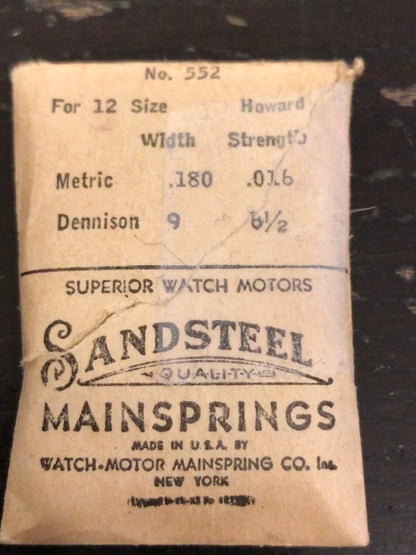 No. 552
For 12 Size Howard
Width Strength
Metric .180 .016
Dennison 9 6½
SUPERIOR WATCH MOTORS
SANDSTEEL
QUALITY
MAINSPRINGS
MADE IN U.S.A. BY
WATCH-MOTOR MAINSPRING CO. Inc.
NEW YORK